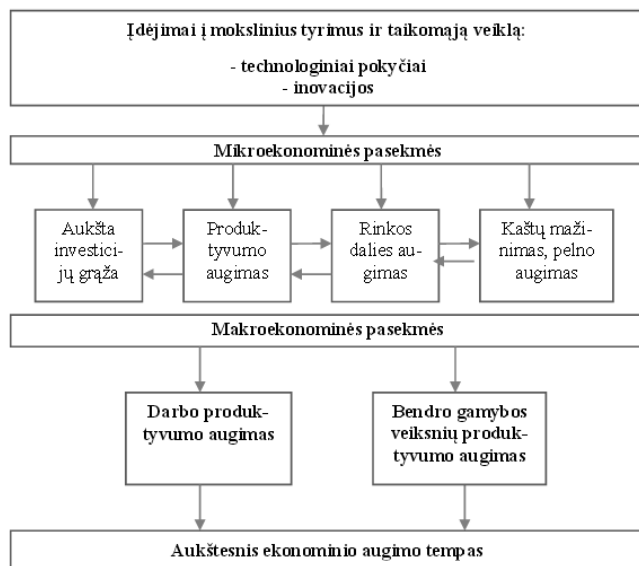 Įdėjimai į mokslinius tyrimus ir taikomąją veiklą:
- technologiniai pokyčiai
- inovacijos
Mikroekonominės pasekmės
Aukšta
investici-
jų grąža
Produk-
tyvumo
augimas
Rinkos
dalies au-
gimas
Kaštų maži-
nimas, pelno
augimas
Makroekonominės pasekmės
Darbo produk-
tyvumo augimas
Bendro gamybos
veiksnių produk-
tyvumo augimas
Aukštesnis ekonominio augimo tempas